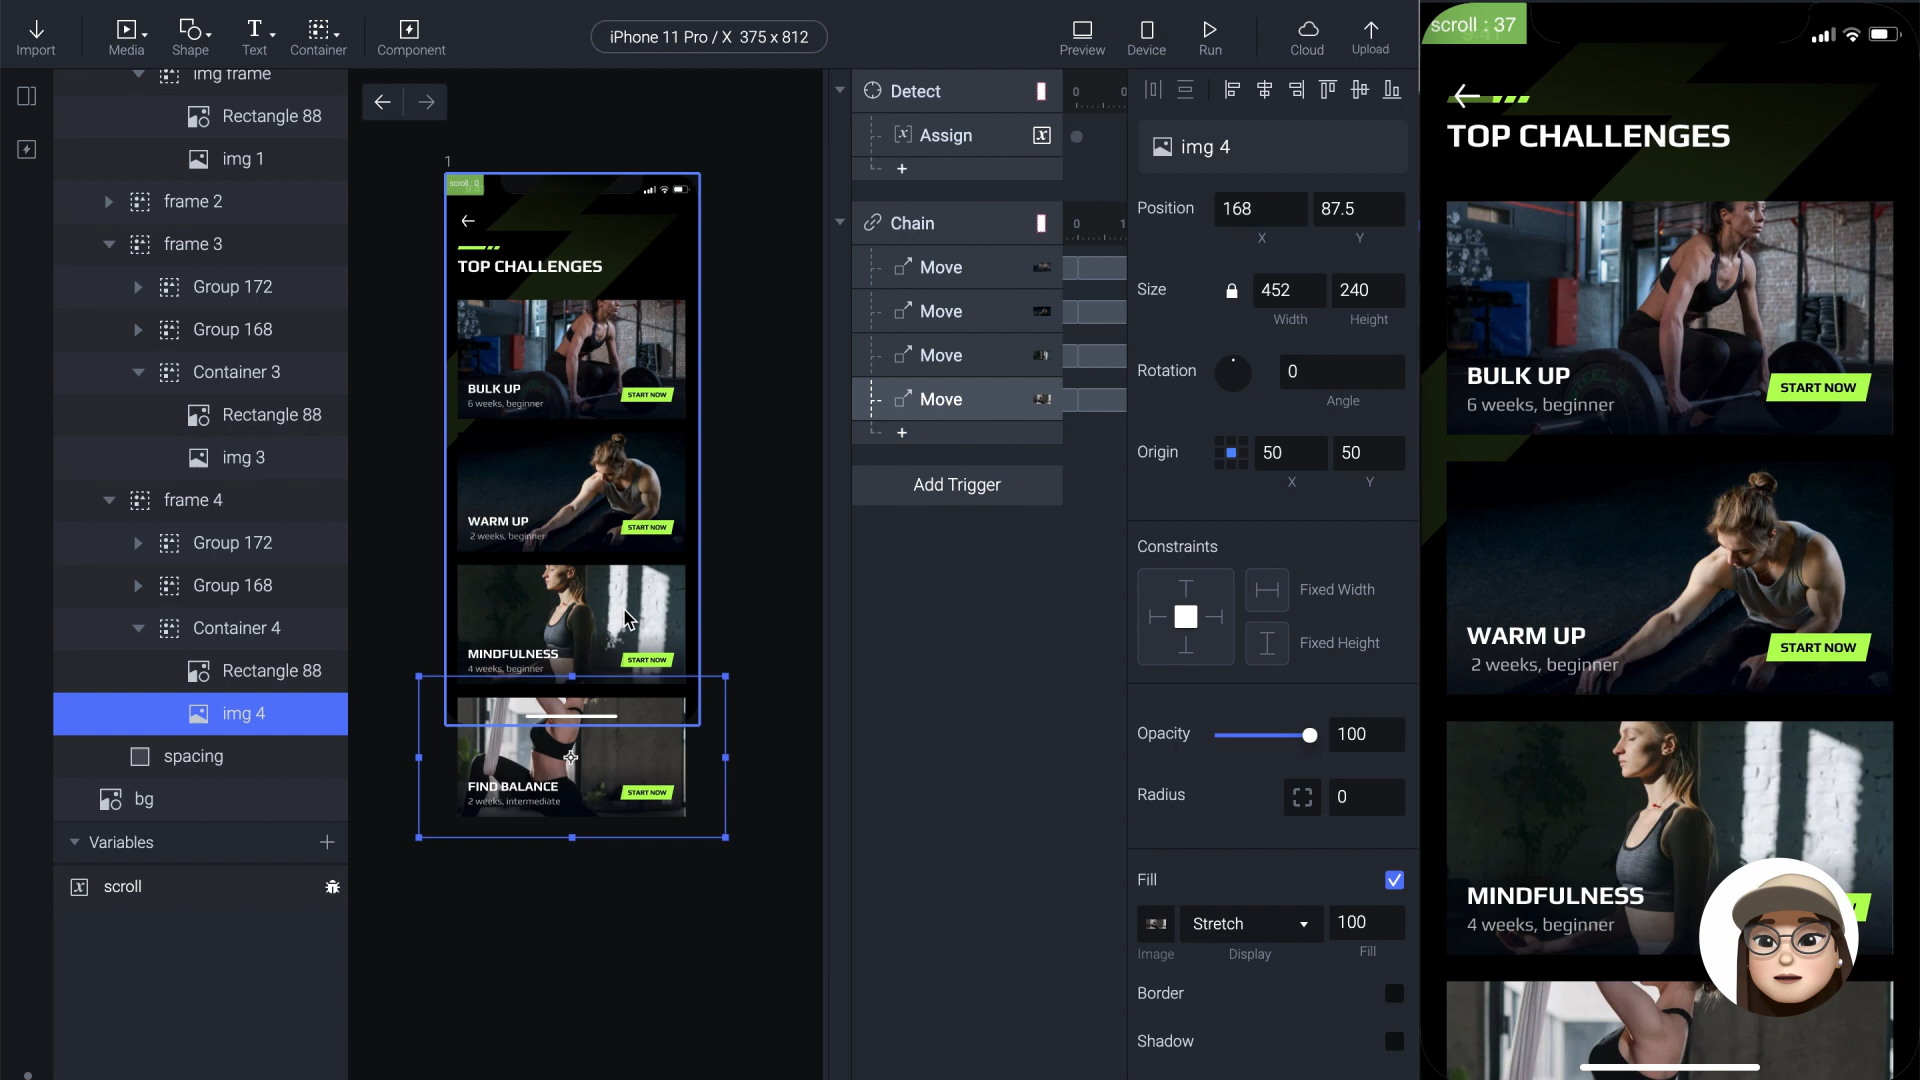 Import
Media
Shape
Text
Container
Component
iPhone 11 Pro / X 375 x 812
Preview
Device
Run
Cloud
Upload
img frame
Rectangle 88
img 1
frame 2
frame 3
Group 172
Group 168
Container 3
Rectangle 88
img 3
frame 4
Group 172
Group 168
Container 4
Rectangle 88
img 4
spacing
bg
Variables
scroll
1
scroll : 0
TOP CHALLENGES
BULK UP
6 weeks, beginner
START NOW
WARM UP
2 weeks, beginner
START NOW
MINDFULNESS
4 weeks, beginner
START NOW
FIND BALANCE
2 weeks, intermediate
START NOW
Detect
0 0
Assign
+
Chain
0 1
Move
Move
Move
Move
+
Add Trigger
img 4
Position 168 87.5
X Y
Size 452 240
Width Height
Rotation 0
Angle
Origin 50 50
X Y
Constraints
Fixed Width
Fixed Height
Opacity 100
Radius 0
Fill
Stretch 100
Image Display Fill
Border
Shadow
scroll : 37
TOP CHALLENGES
BULK UP
6 weeks, beginner
START NOW
WARM UP
2 weeks, beginner
START NOW
MINDFULNESS
4 weeks, beginner